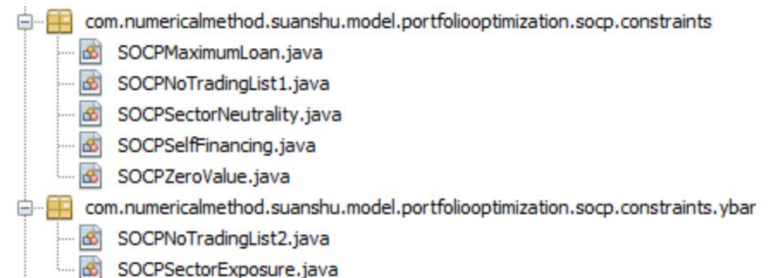 com.numericalmethod.suanshu.model.portfoliooptimization.socp.constraints
SOCPMaximumLoan.java
SOCPNoTradingList1.java
SOCPSectorNeutrality.java
SOCPSelfFinancing.java
SOCPZeroValue.java
com.numericalmethod.suanshu.model.portfoliooptimization.socp.constraints.ybar
SOCPNoTradingList2.java
SOCPSectorExposure.java